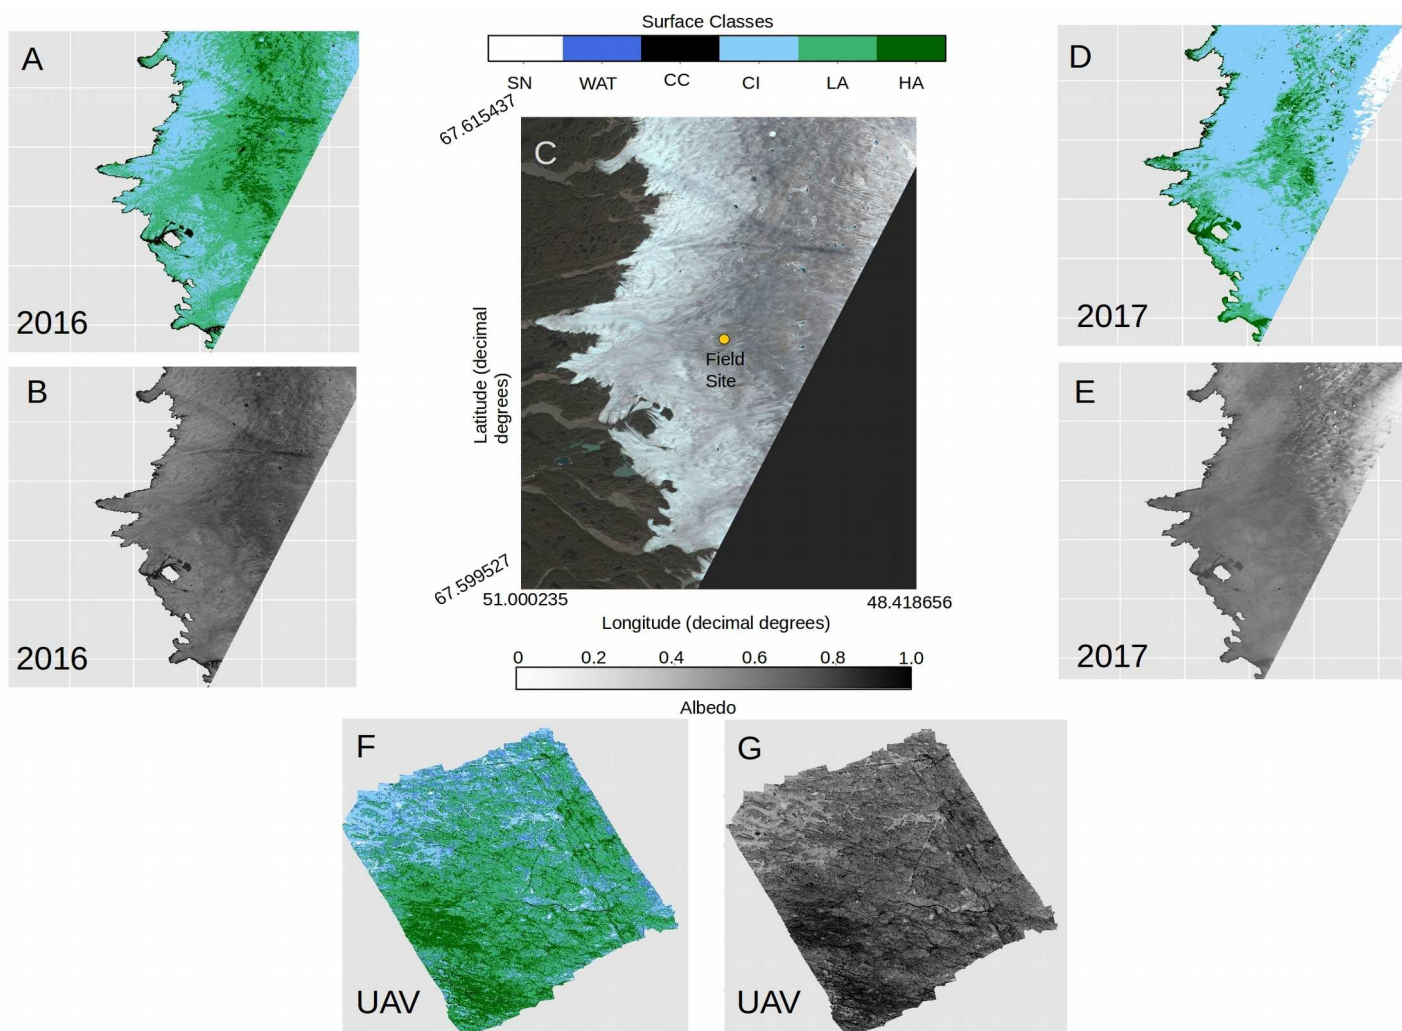 Surface Classes
SN WAT CC CI LA HA
A
2016
B
2016
67.615437
C
Field
Site
Latitude (decimal
degrees)
67.599527
51.000235 48.418656
Longitude (decimal degrees)
0 0.2 0.4 0.6 0.8 1.0
Albedo
D
2017
E
2017
F
UAV
G
UAV